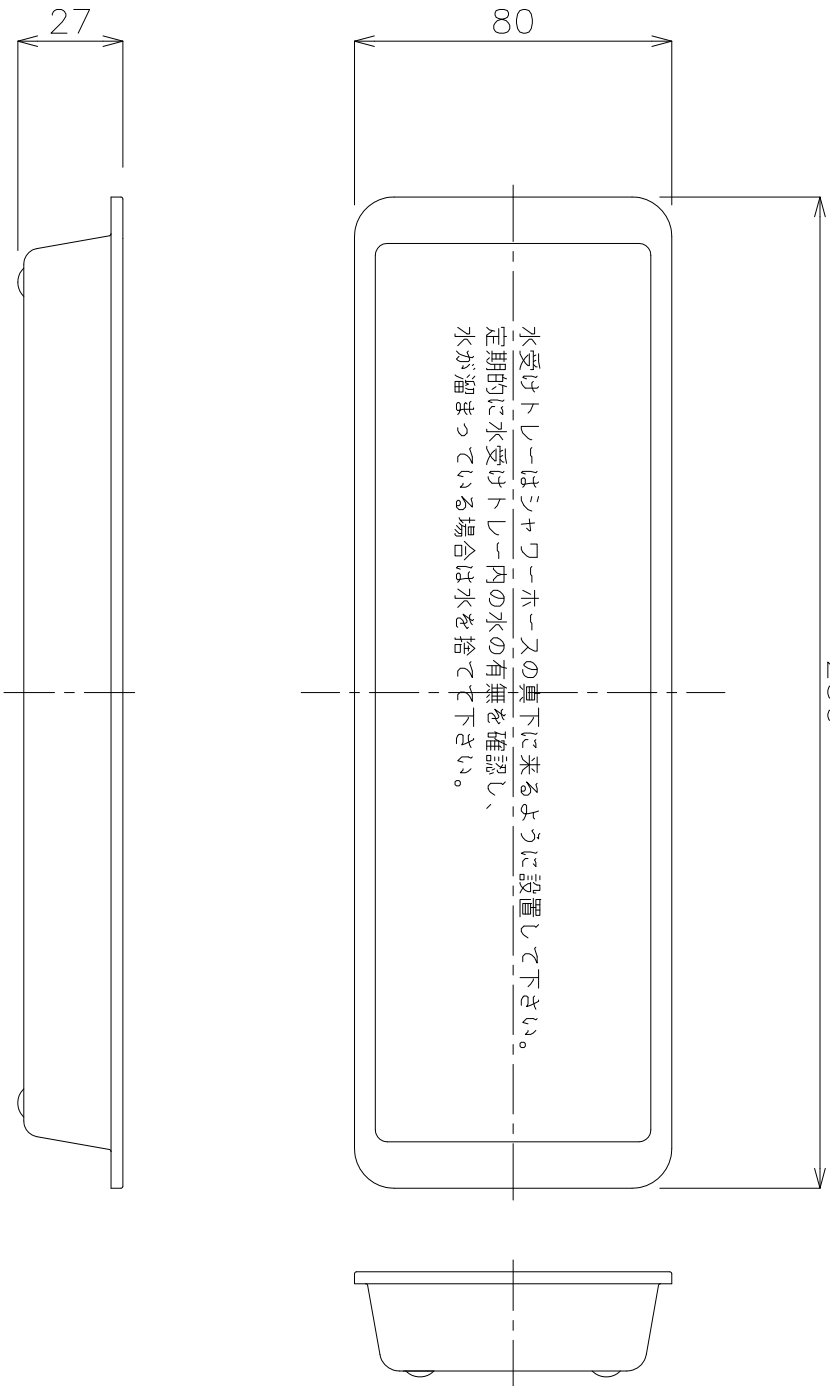 27
80
水受けトレーはシャワーホースの真下に来るように設置して下さい。
定期的に水受けトレー内の水の有無を確認し、
水が溜まっている場合は水を捨てて下さい。